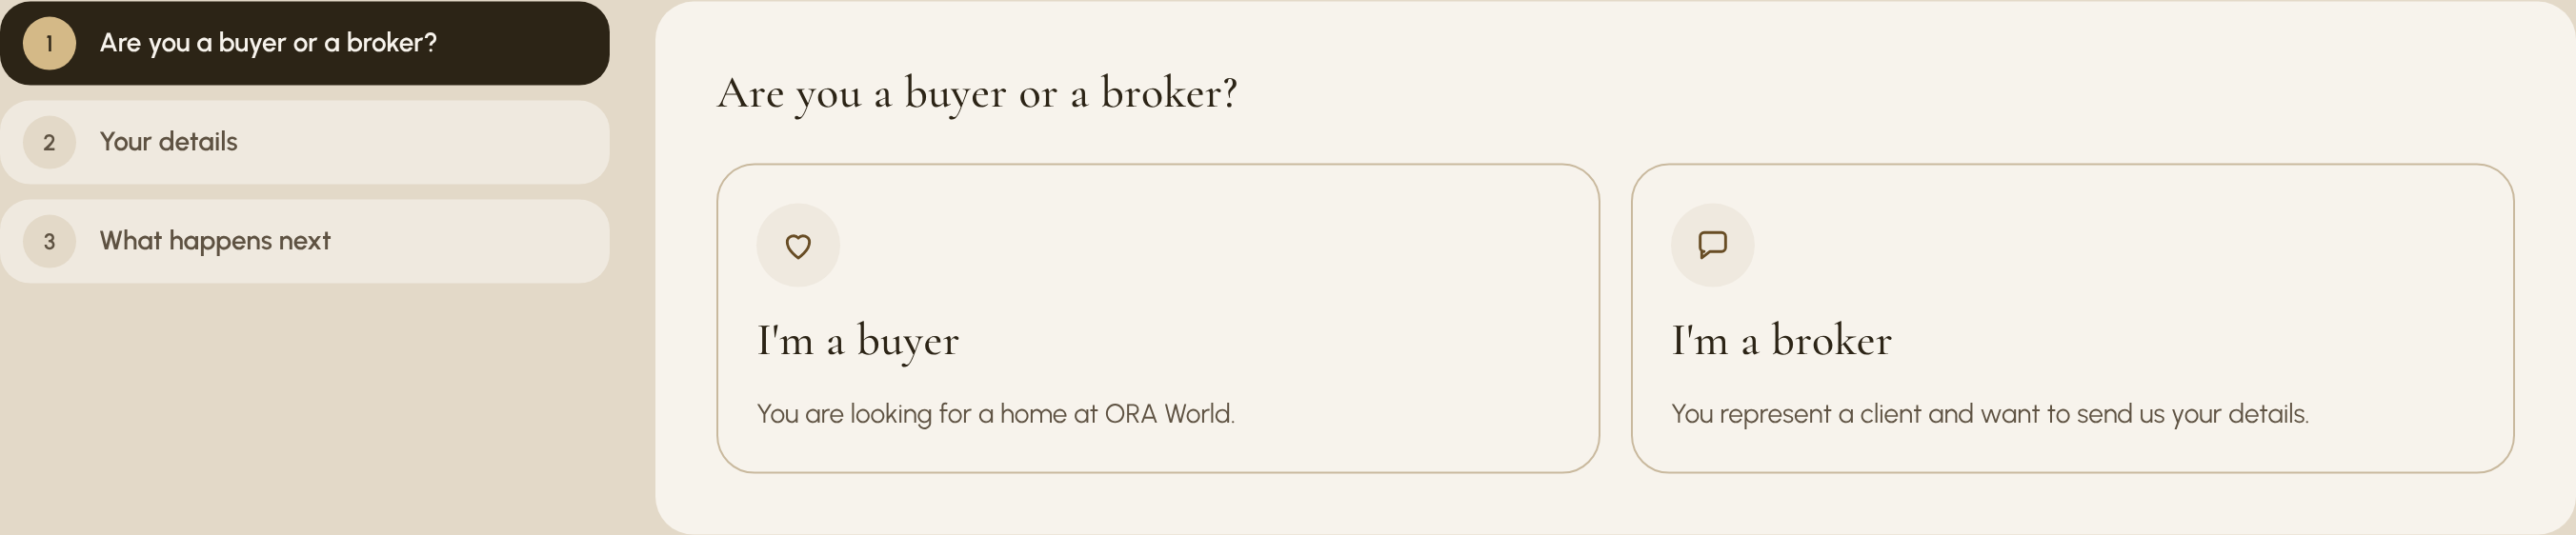 1 Are you a buyer or a broker?
2 Your details
3 What happens next
Are you a buyer or a broker?
I'm a buyer
You are looking for a home at ORA World.
I'm a broker
You represent a client and want to send us your details.